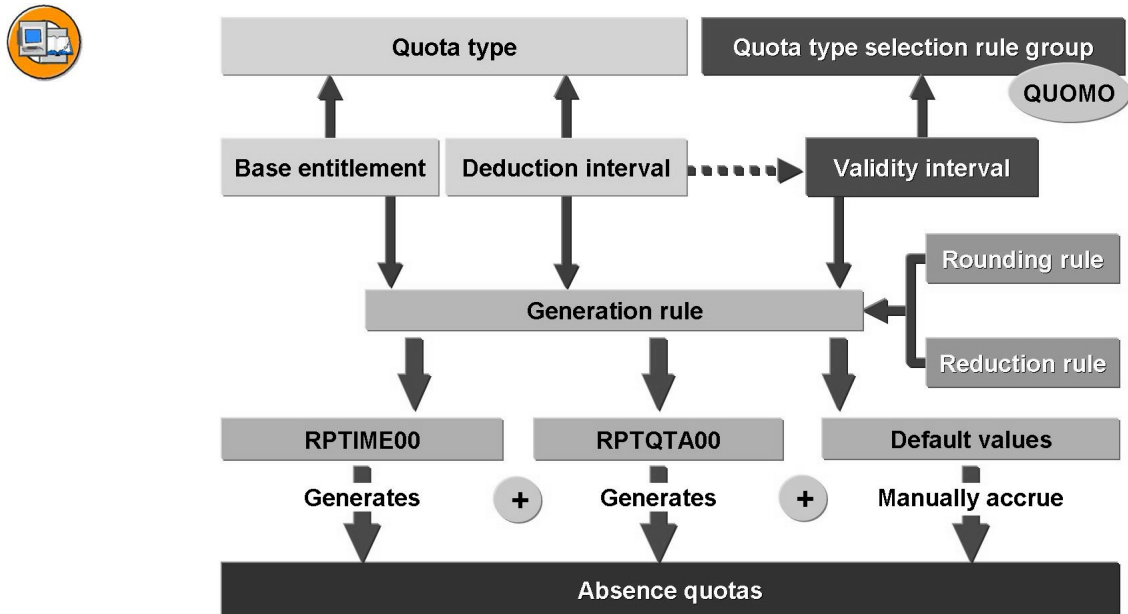 Quota type
Quota type selection rule group
QUOMO
Base entitlement
Deduction interval
Validity interval
Rounding rule
Generation rule
Reduction rule
RPTIME00
RPTQTA00
Default values
Generates
+
Generates
+
Manually accrue
Absence quotas